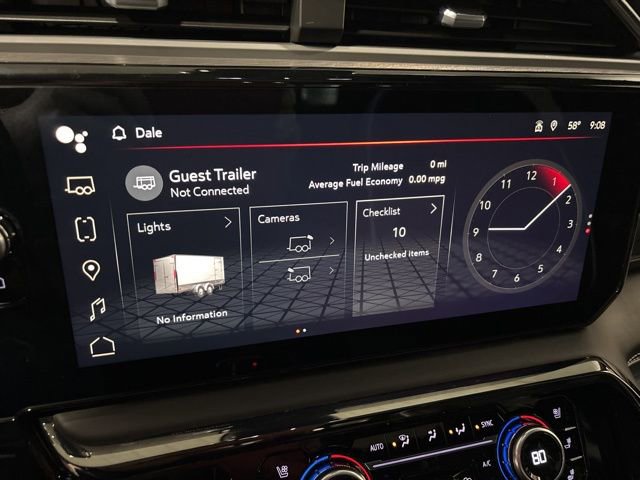 Dale
58° 9:08
Guest Trailer
Not Connected
Trip Mileage 0 mi
Average Fuel Economy 0.00 mpg
Lights
No Information
Cameras
Checklist
10
Unchecked items
12
1
2
3
4
5
6
7
8
9
10
11
AUTO
SYNC
A/C
80